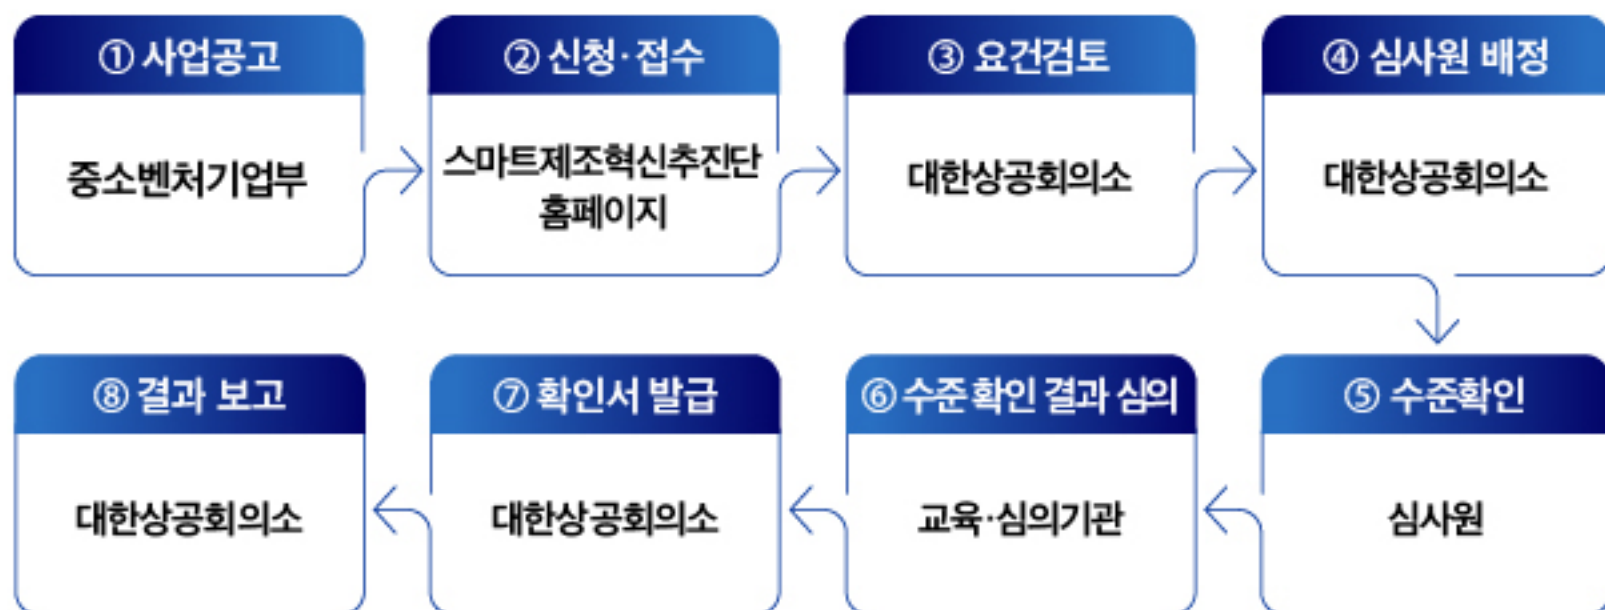 ① 사업공고
중소벤처기업부
② 신청·접수
스마트제조혁신추진단
홈페이지
③ 요건검토
대한상공회의소
④ 심사원 배정
대한상공회의소
⑤ 수준확인
심사원
⑥ 수준 확인 결과 심의
교육·심의기관
⑦ 확인서 발급
대한상공회의소
⑧ 결과 보고
대한상공회의소